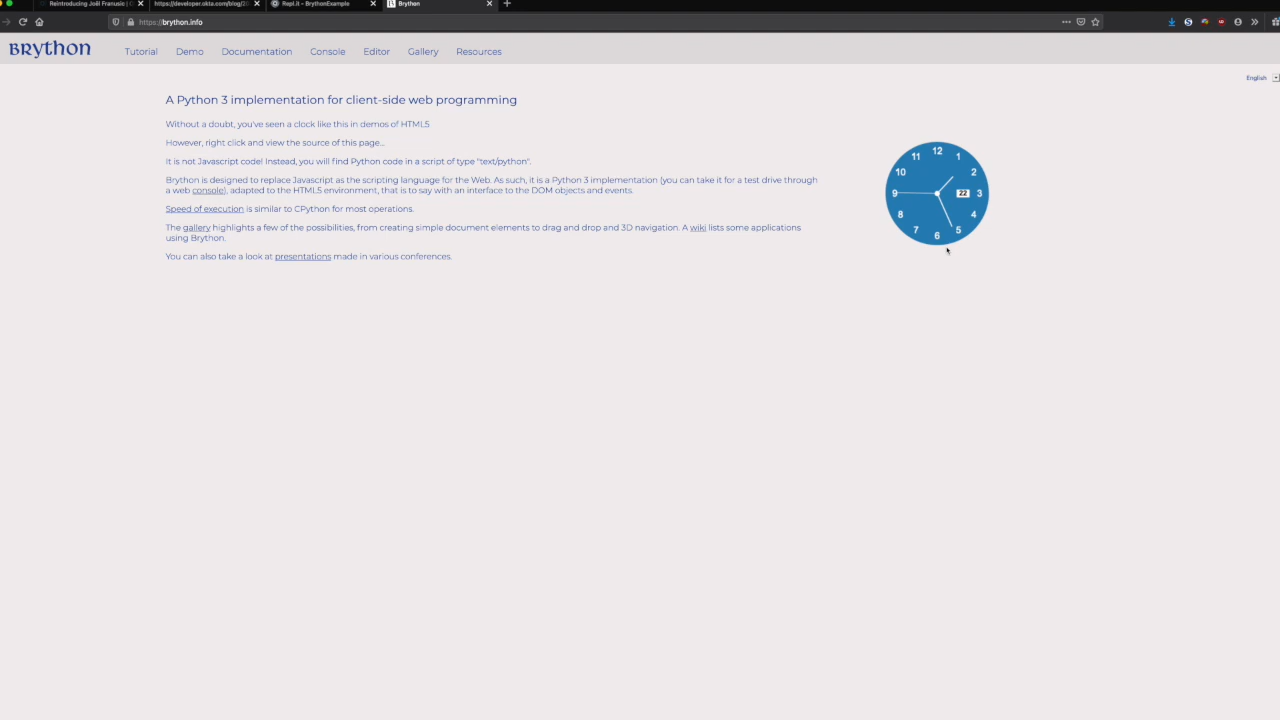 Reintroducing Joël Franusic | O
https://developer.okta.com/blog/20
Repl.it - BrythonExample
Brython
https://brython.info
BRYTHON
Tutorial
Demo
Documentation
Console
Editor
Gallery
Resources
English
A Python 3 implementation for client-side web programming
Without a doubt, you've seen a clock like this in demos of HTML5
However, right click and view the source of this page...
It is not Javascript code! Instead, you will find Python code in a script of type "text/python".
Brython is designed to replace Javascript as the scripting language for the Web. As such, it is a Python 3 implementation (you can take it for a test drive through
a web console), adapted to the HTML5 environment, that is to say with an interface to the DOM objects and events.
Speed of execution is similar to CPython for most operations.
The gallery highlights a few of the possibilities, from creating simple document elements to drag and drop and 3D navigation. A wiki lists some applications
using Brython.
You can also take a look at presentations made in various conferences.
12
11 1
10 2
9 22 3
8 4
7 5
6